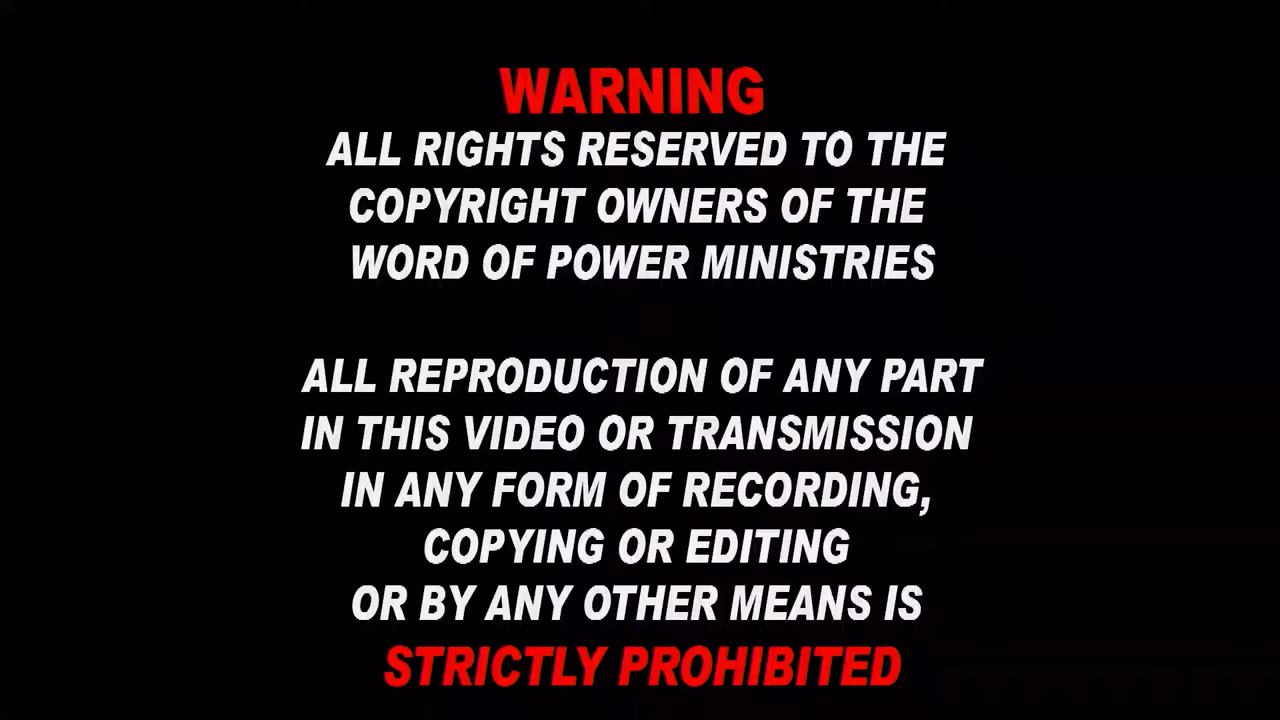 WARNING
ALL RIGHTS RESERVED TO THE
COPYRIGHT OWNERS OF THE
WORD OF POWER MINISTRIES
ALL REPRODUCTION OF ANY PART
IN THIS VIDEO OR TRANSMISSION
IN ANY FORM OF RECORDING,
COPYING OR EDITING
OR BY ANY OTHER MEANS IS
STRICTLY PROHIBITED